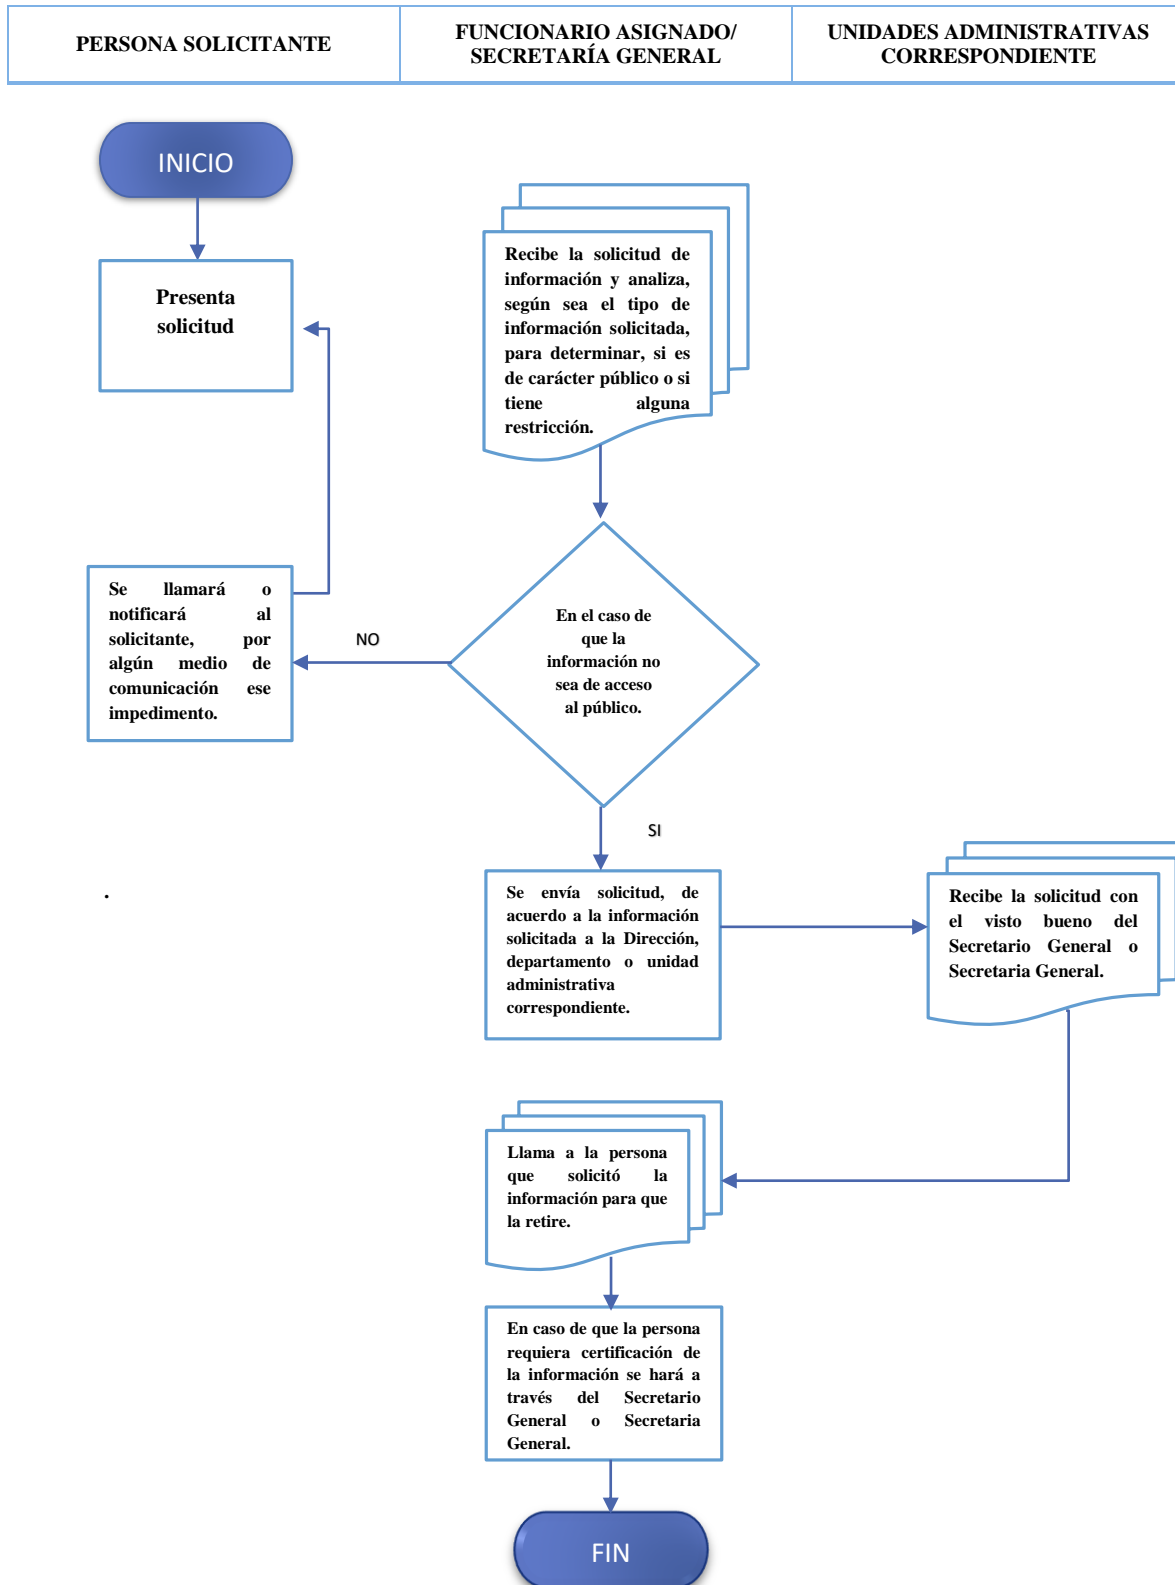 PERSONA SOLICITANTE
FUNCIONARIO ASIGNADO/
SECRETARÍA GENERAL
UNIDADES ADMINISTRATIVAS
CORRESPONDIENTE
INICIO
Presenta
solicitud
Recibe la solicitud de
información y analiza,
según sea el tipo de
información solicitada,
para determinar, si es
de carácter público o si
tiene alguna
restricción.
Se llamará o
notificará al
solicitante, por
algún medio de
comunicación ese
impedimento.
NO
En el caso de
que la
información no
sea de acceso
al público.
SI
.
Se envía solicitud, de
acuerdo a la información
solicitada a la Dirección,
departamento o unidad
administrativa
correspondiente.
Recibe la solicitud con
el visto bueno del
Secretario General o
Secretaria General.
Llama a la persona
que solicitó la
información para que
la retire.
En caso de que la persona
requiera certificación de
la información se hará a
través del Secretario
General o Secretaria
General.
FIN